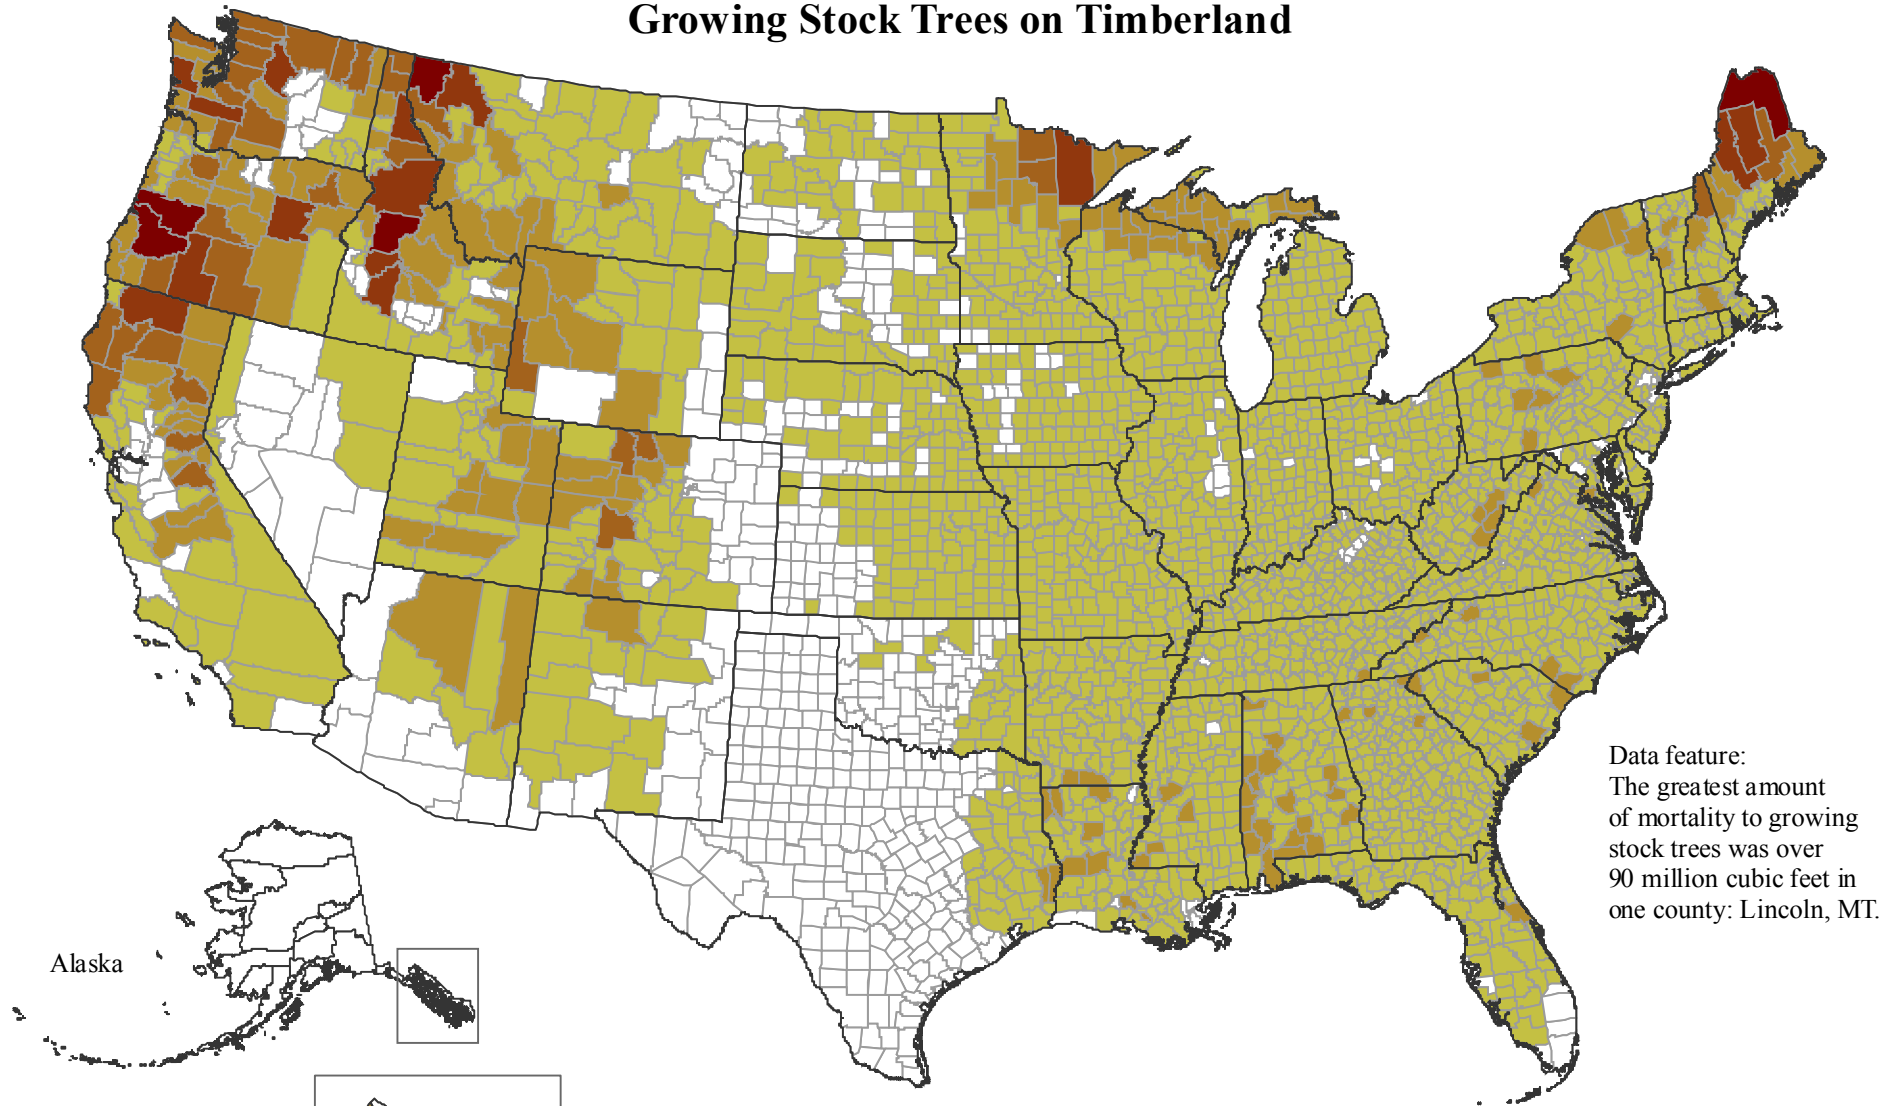 Growing Stock Trees on Timberland
Data feature:
The greatest amount
of mortality to growing
stock trees was over
90 million cubic feet in
one county: Lincoln, MT.
Alaska